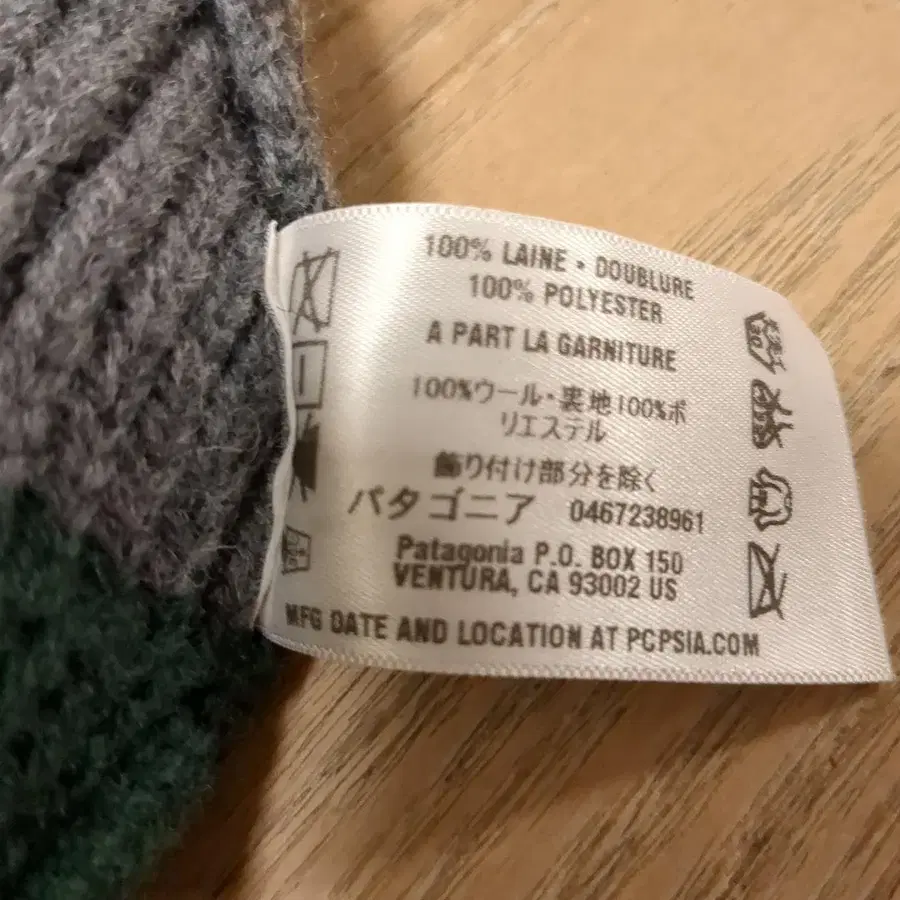 100% LAINE • DOUBLURE
100% POLYESTER
A PART LA GARNITURE
100%ウール・裏地100%ポ
リエステル
飾り付け部分を除く
パタゴニア 0467238961
Patagonia P.O. BOX 150
VENTURA, CA 93002 US
MFG DATE AND LOCATION AT PCPSIA.COM